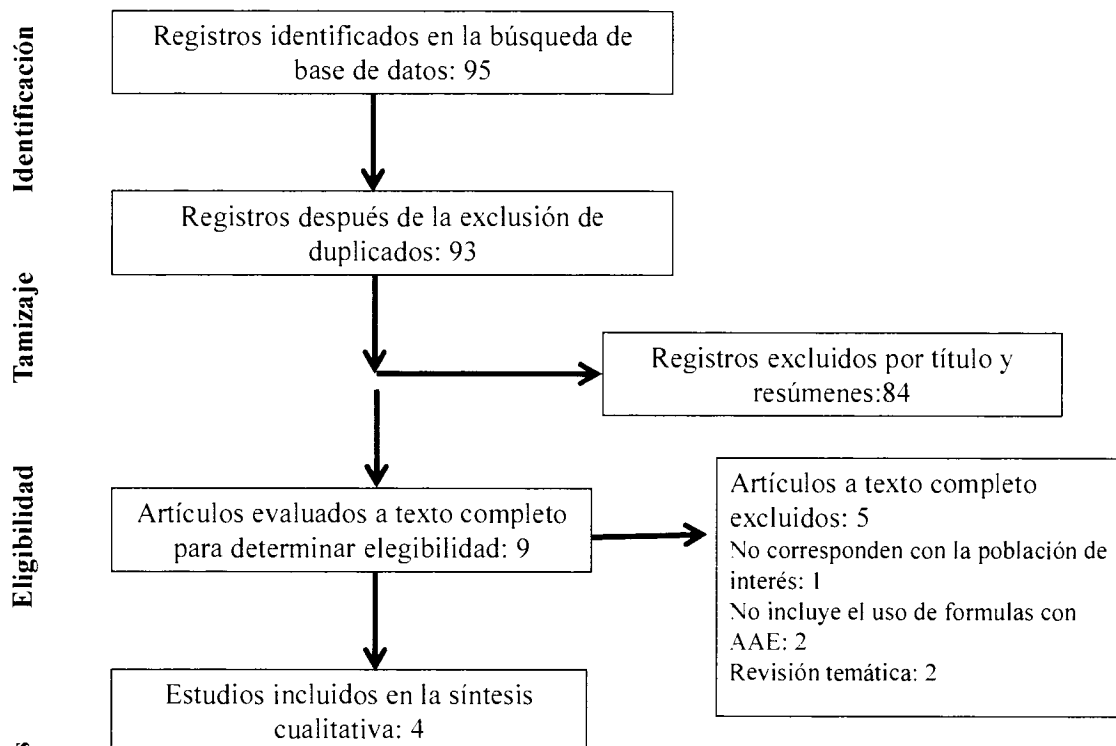 Identificación
Registros identificados en la búsqueda de
base de datos: 95
Registros después de la exclusión de
duplicados: 93
Tamizaje
Registros excluidos por título y
resúmenes:84
Eligibilidad
Artículos evaluados a texto completo
para determinar elegibilidad: 9
Artículos a texto completo
excluidos: 5
No corresponden con la población de
interés: 1
No incluye el uso de formulas con
AAE: 2
Revisión temática: 2
Estudios incluidos en la síntesis
cualitativa: 4